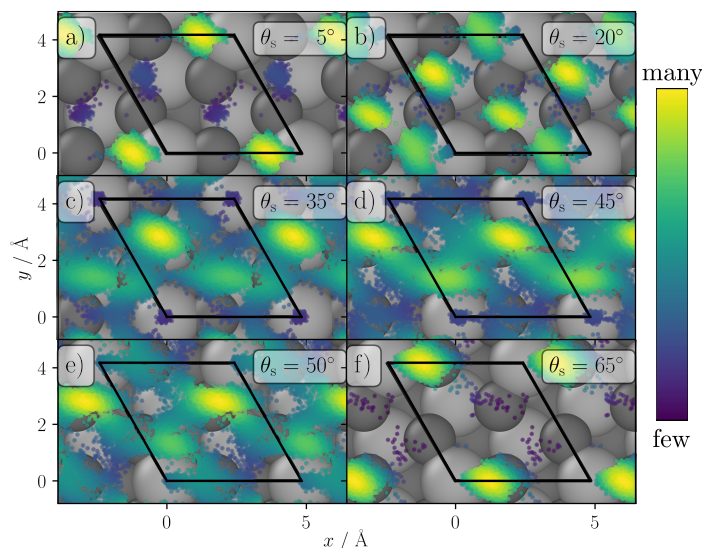 a) θs = 5°
b) θs = 20°
many
4
2
0
c) θs = 35°
d) θs = 45°
4
2
0
y / Å
e) θs = 50°
f) θs = 65°
4
2
0
few
0 5 0 5
x / Å